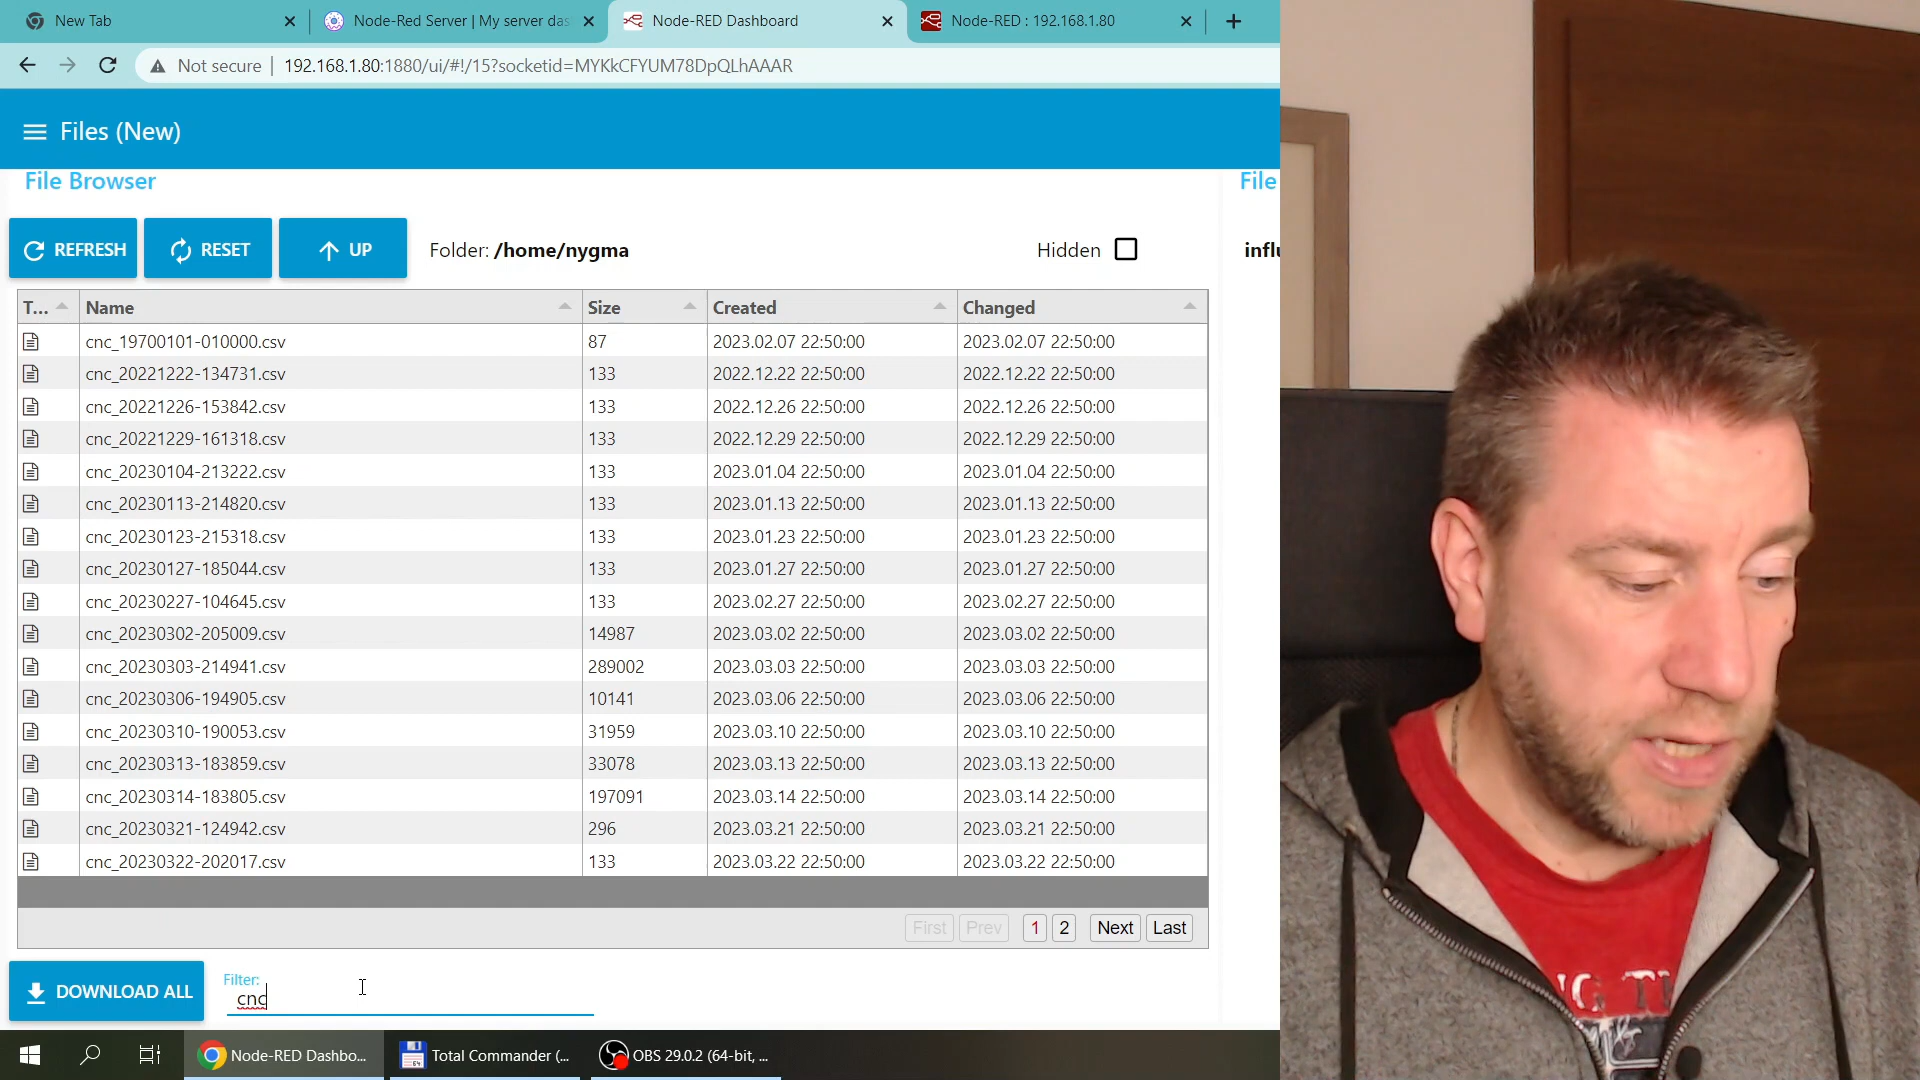 New Tab
Node-Red Server | My server das
Node-RED Dashboard
Node-RED : 192.168.1.80
Not secure
192.168.1.80:1880/ui/#!/15?socketid=MYKkCFYUM78DpQLhAAAR
Files (New)
File Browser
File
REFRESH
RESET
UP
Folder: /home/nygma
Hidden
influ
T... Name Size Created Changed
cnc_19700101-010000.csv 87 2023.02.07 22:50:00 2023.02.07 22:50:00
cnc_20221222-134731.csv 133 2022.12.22 22:50:00 2022.12.22 22:50:00
cnc_20221226-153842.csv 133 2022.12.26 22:50:00 2022.12.26 22:50:00
cnc_20221229-161318.csv 133 2022.12.29 22:50:00 2022.12.29 22:50:00
cnc_20230104-213222.csv 133 2023.01.04 22:50:00 2023.01.04 22:50:00
cnc_20230113-214820.csv 133 2023.01.13 22:50:00 2023.01.13 22:50:00
cnc_20230123-215318.csv 133 2023.01.23 22:50:00 2023.01.23 22:50:00
cnc_20230127-185044.csv 133 2023.01.27 22:50:00 2023.01.27 22:50:00
cnc_20230227-104645.csv 133 2023.02.27 22:50:00 2023.02.27 22:50:00
cnc_20230302-205009.csv 14987 2023.03.02 22:50:00 2023.03.02 22:50:00
cnc_20230303-214941.csv 289002 2023.03.03 22:50:00 2023.03.03 22:50:00
cnc_20230306-194905.csv 10141 2023.03.06 22:50:00 2023.03.06 22:50:00
cnc_20230310-190053.csv 31959 2023.03.10 22:50:00 2023.03.10 22:50:00
cnc_20230313-183859.csv 33078 2023.03.13 22:50:00 2023.03.13 22:50:00
cnc_20230314-183805.csv 197091 2023.03.14 22:50:00 2023.03.14 22:50:00
cnc_20230321-124942.csv 296 2023.03.21 22:50:00 2023.03.21 22:50:00
cnc_20230322-202017.csv 133 2023.03.22 22:50:00 2023.03.22 22:50:00
First Prev 1 2 Next Last
DOWNLOAD ALL
Filter:
cnc
Node-RED Dashbo...
Total Commander (...
OBS 29.0.2 (64-bit, ...